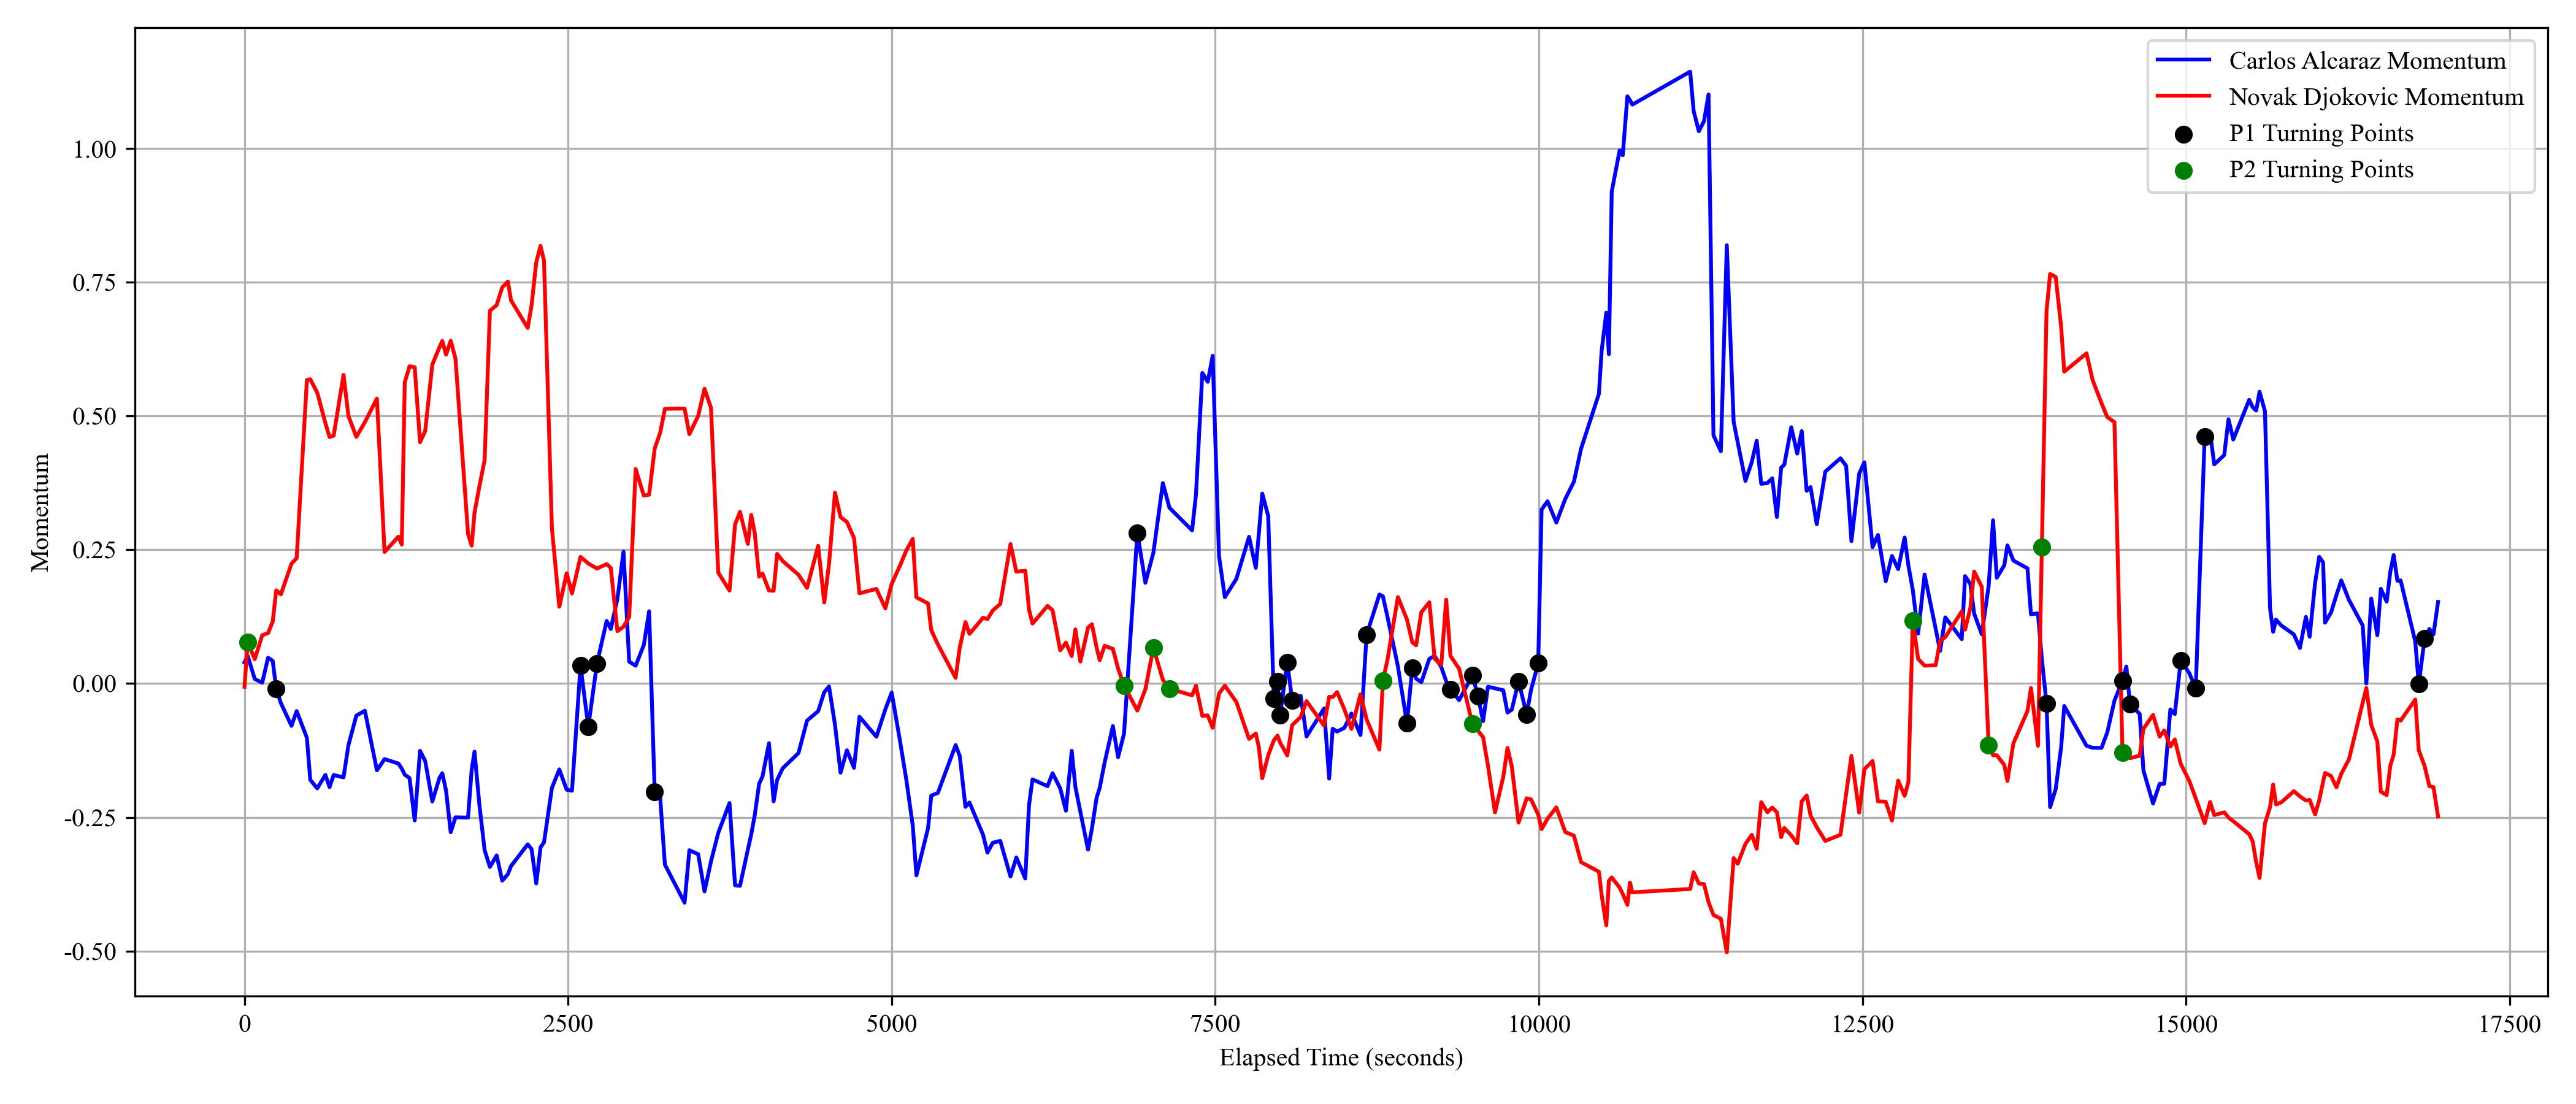 Carlos Alcaraz Momentum
Novak Djokovic Momentum
P1 Turning Points
P2 Turning Points
1.00
0.75
0.50
0.25
0.00
-0.25
-0.50
Momentum
0 2500 5000 7500 10000 12500 15000 17500
Elapsed Time (seconds)